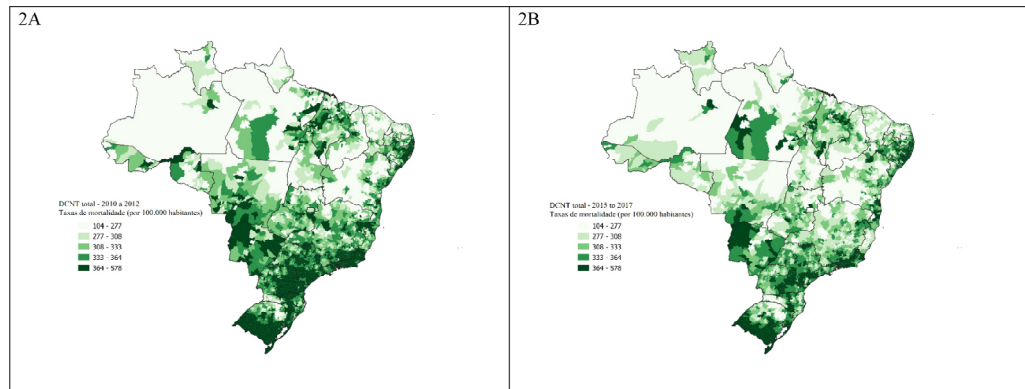 2A
DCNT total - 2010 a 2012
Taxas de mortalidade (por 100.000 habitantes)
104 - 277
277 - 308
308 - 333
333 - 364
364 - 578
2B
DCNT total - 2015 to 2017
Taxas de mortalidade (por 100.000 habitantes)
104 - 277
277 - 308
308 - 333
333 - 364
364 - 578